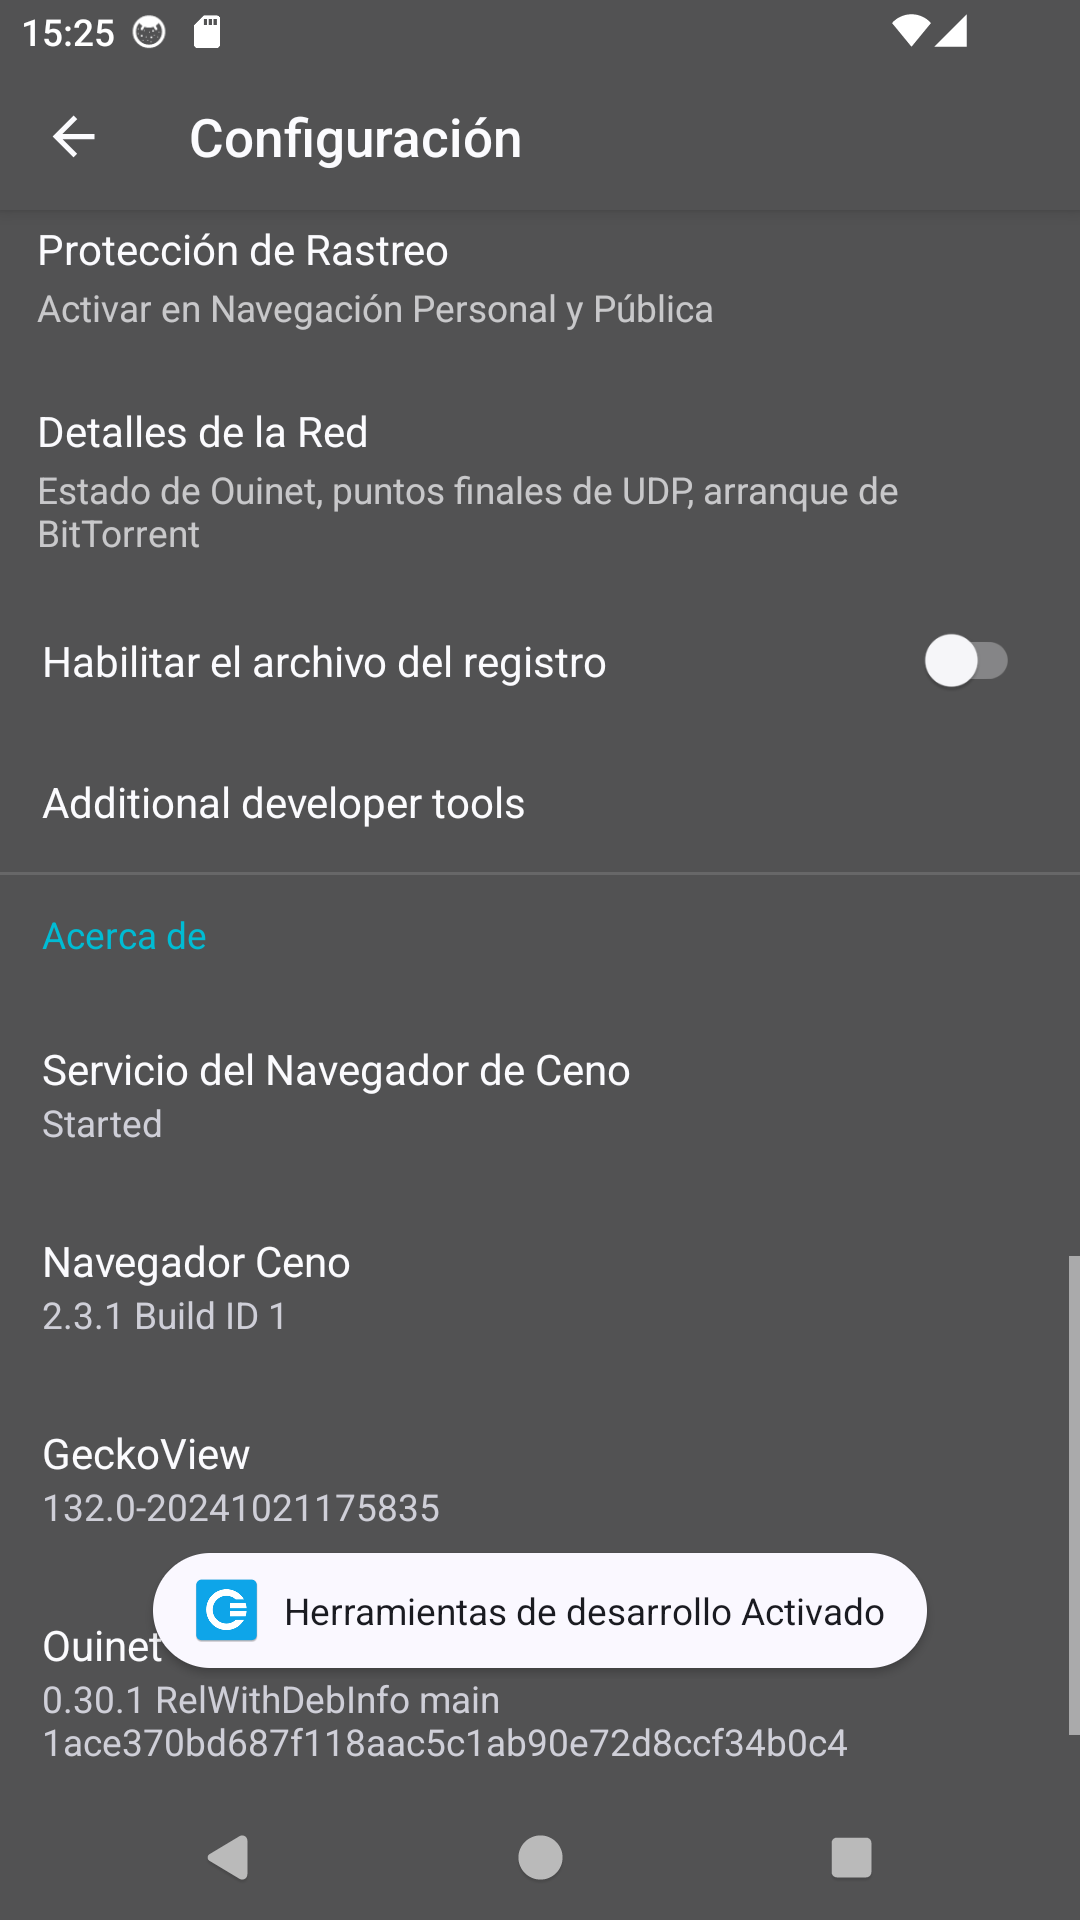 15:25
Configuración
Protección de Rastreo
Activar en Navegación Personal y Pública
Detalles de la Red
Estado de Ouinet, puntos finales de UDP, arranque de
BitTorrent
Habilitar el archivo del registro
Additional developer tools
Acerca de
Servicio del Navegador de Ceno
Started
Navegador Ceno
2.3.1 Build ID 1
GeckoView
132.0-20241021175835
Herramientas de desarrollo Activado
Ouinet
0.30.1 RelWithDebInfo main
1ace370bd687f118aac5c1ab90e72d8ccf34b0c4